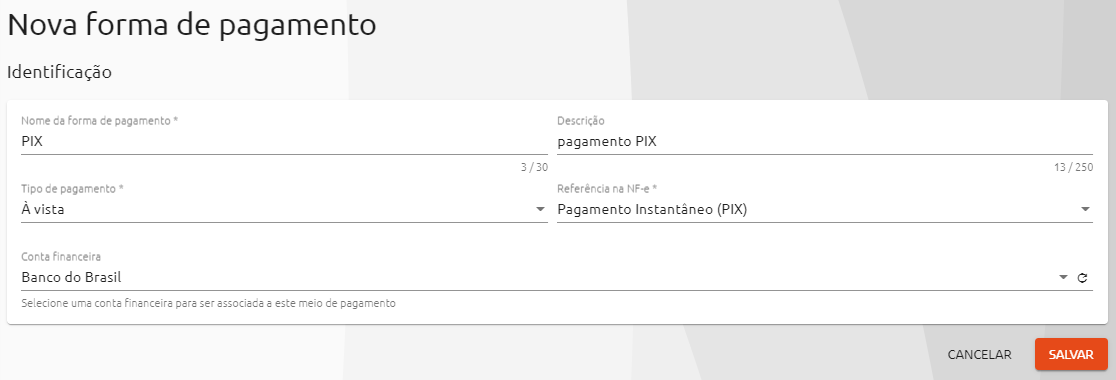 Nova forma de pagamento
Identificação
Nome da forma de pagamento *
PIX
3 / 30
Descrição
pagamento PIX
13 / 250
Tipo de pagamento *
À vista
Referência na NF-e *
Pagamento Instantâneo (PIX)
Conta financeira
Banco do Brasil
Selecione uma conta financeira para ser associada a este meio de pagamento
CANCELAR
SALVAR